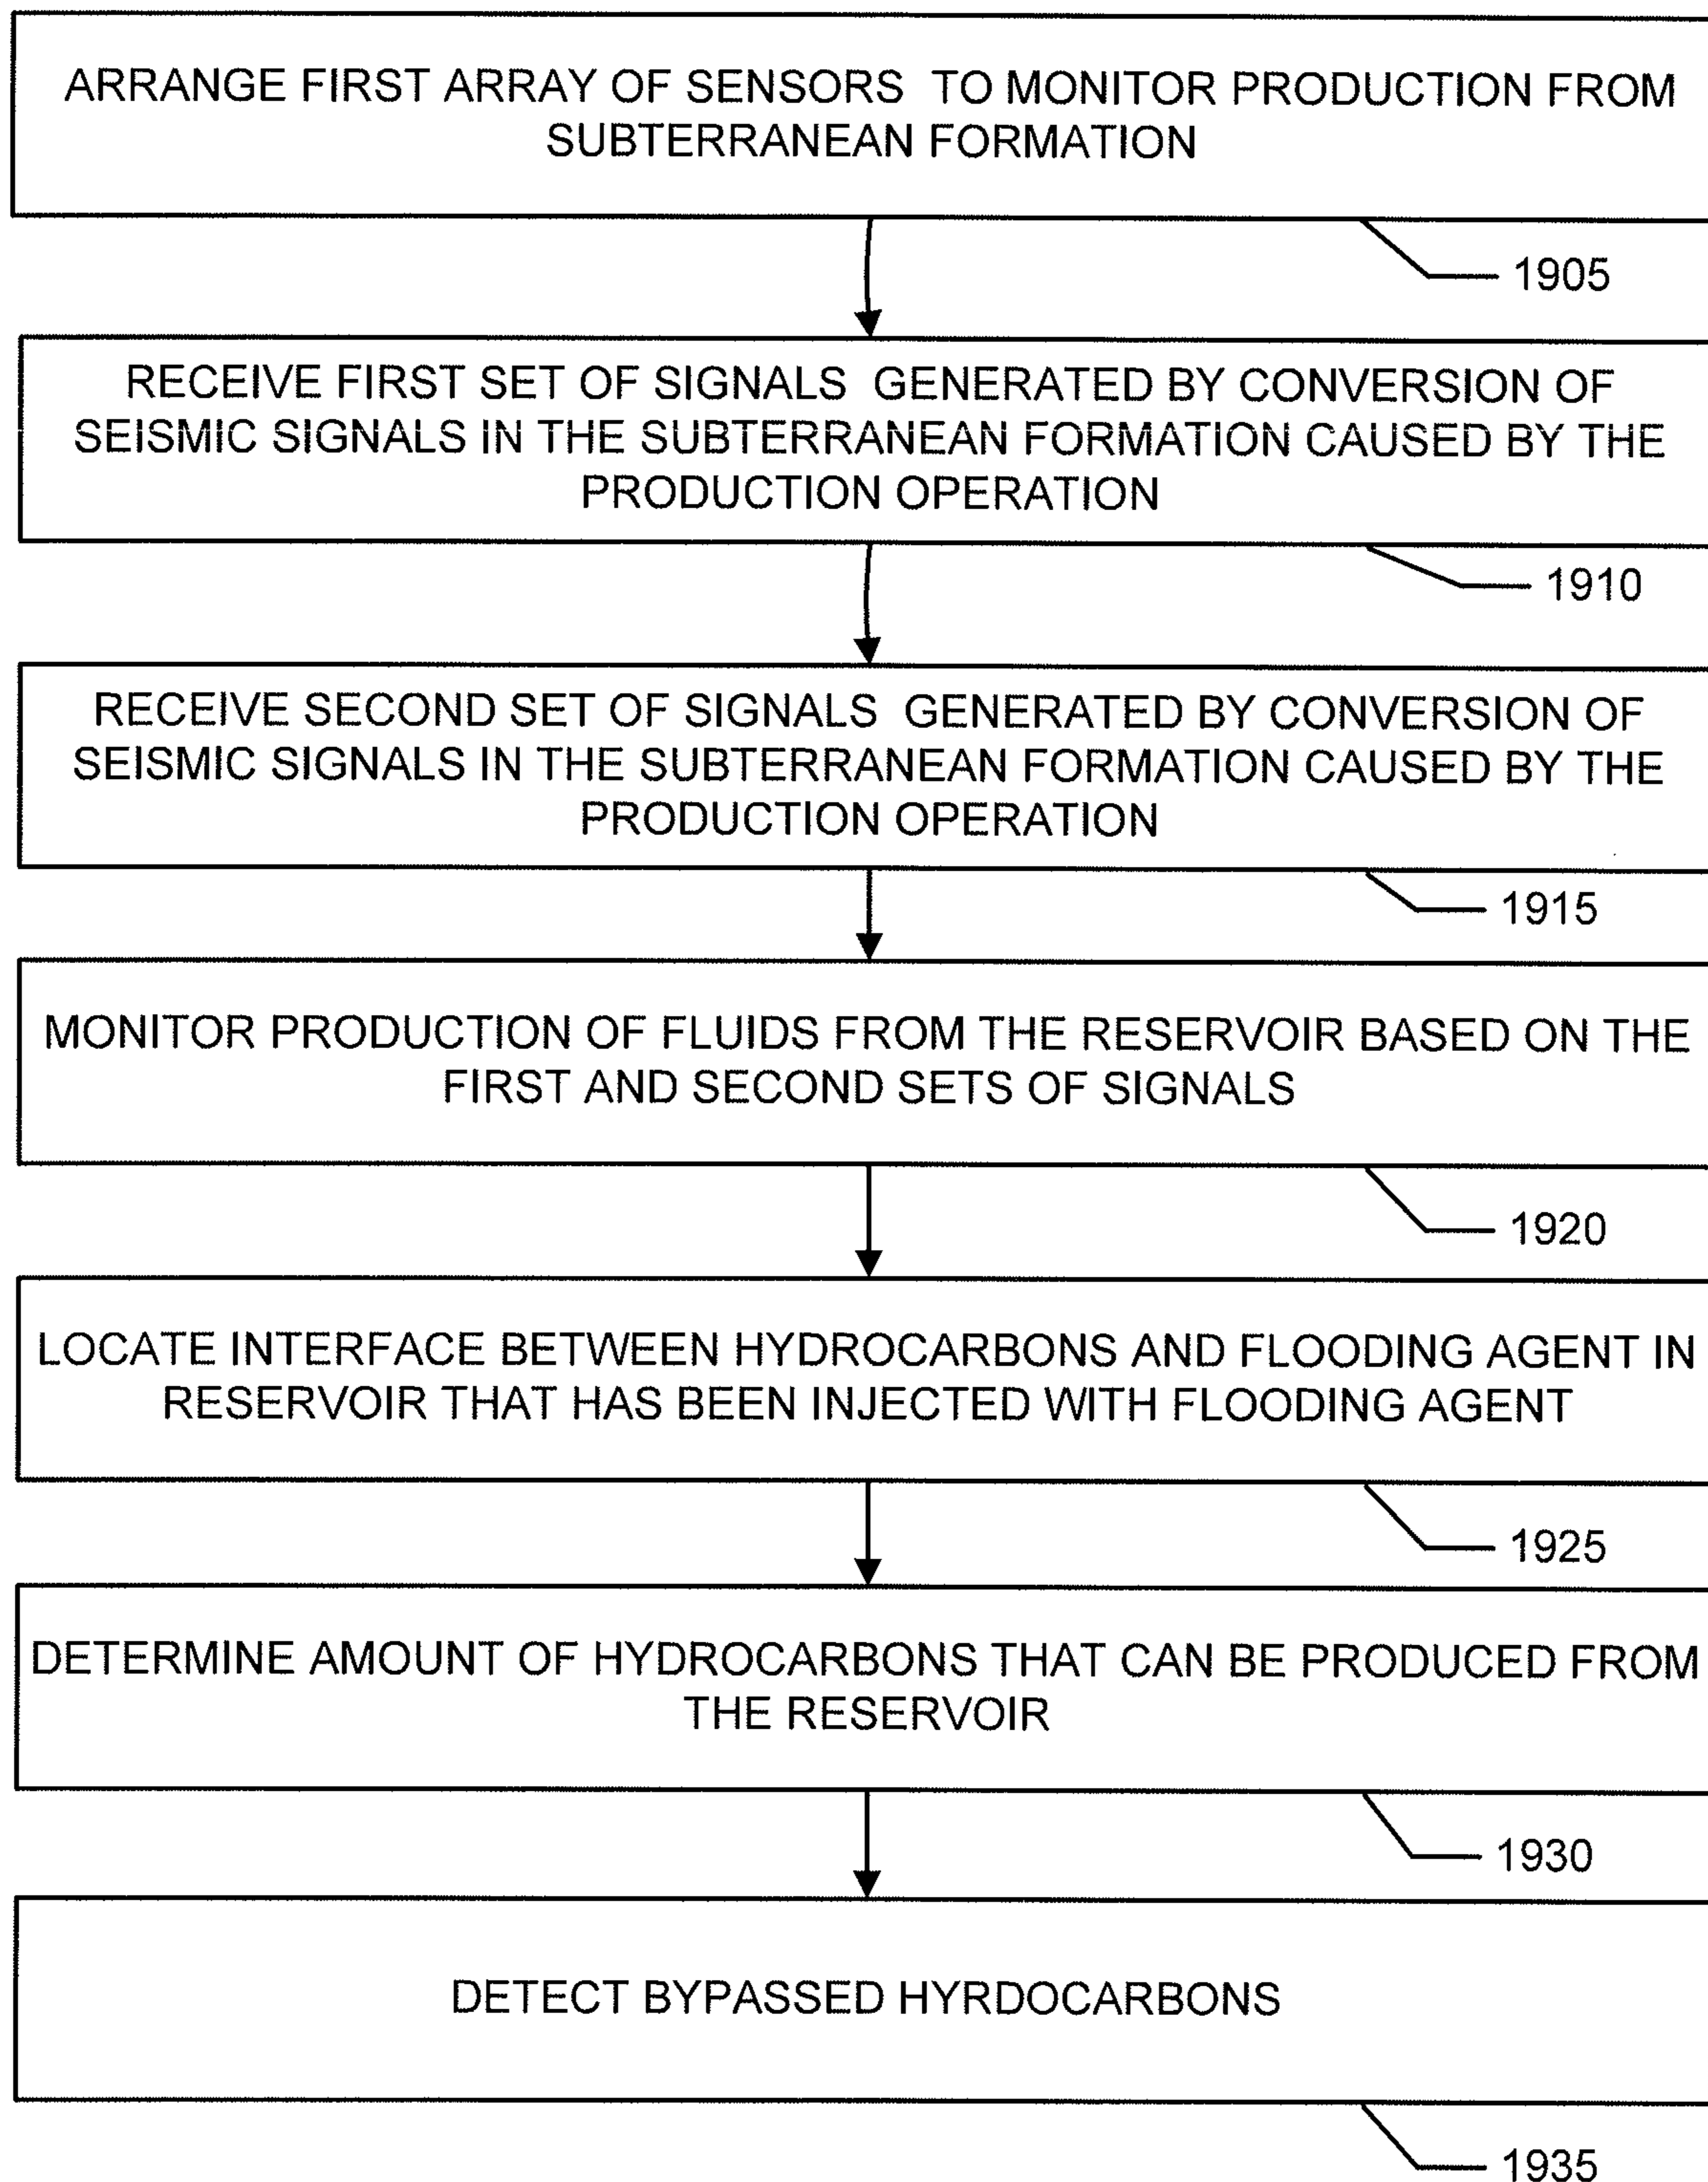 ARRANGE FIRST ARRAY OF SENSORS TO MONITOR PRODUCTION FROM
SUBTERRANEAN FORMATION
1905
RECEIVE FIRST SET OF SIGNALS GENERATED BY CONVERSION OF
SEISMIC SIGNALS IN THE SUBTERRANEAN FORMATION CAUSED BY THE
PRODUCTION OPERATION
1910
RECEIVE SECOND SET OF SIGNALS GENERATED BY CONVERSION OF
SEISMIC SIGNALS IN THE SUBTERRANEAN FORMATION CAUSED BY THE
PRODUCTION OPERATION
1915
MONITOR PRODUCTION OF FLUIDS FROM THE RESERVOIR BASED ON THE
FIRST AND SECOND SETS OF SIGNALS
1920
LOCATE INTERFACE BETWEEN HYDROCARBONS AND FLOODING AGENT IN
RESERVOIR THAT HAS BEEN INJECTED WITH FLOODING AGENT
1925
DETERMINE AMOUNT OF HYDROCARBONS THAT CAN BE PRODUCED FROM
THE RESERVOIR
1930
DETECT BYPASSED HYRDOCARBONS
1935